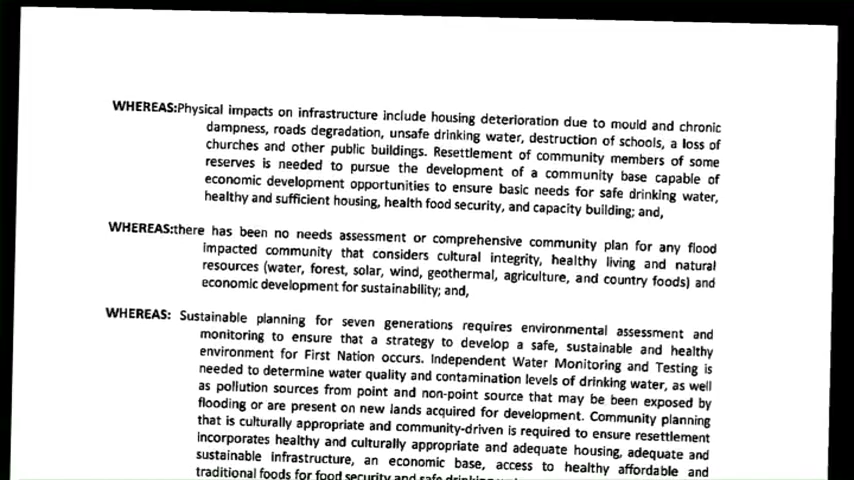 WHEREAS:Physical impacts on infrastructure include housing deterioration due to mould and chronic
dampness, roads degradation, unsafe drinking water, destruction of schools, a loss of
churches and other public buildings. Resettlement of community members of some
reserves is needed to pursue the development of a community base capable of
economic development opportunities to ensure basic needs for safe drinking water,
healthy and sufficient housing, health food security, and capacity building; and,
WHEREAS:there has been no needs assessment or comprehensive community plan for any flood
impacted community that considers cultural integrity, healthy living and natural
resources (water, forest, solar, wind, geothermal, agriculture, and country foods) and
economic development for sustainability; and,
WHEREAS: Sustainable planning for seven generations requires environmental assessment and
monitoring to ensure that a strategy to develop a safe, sustainable and healthy
environment for First Nation occurs. Independent Water Monitoring and Testing is
needed to determine water quality and contamination levels of drinking water, as well
as pollution sources from point and non-point source that may be been exposed by
flooding or are present on new lands acquired for development. Community planning
that is culturally appropriate and community-driven is required to ensure resettlement
incorporates healthy and culturally appropriate and adequate housing, adequate and
sustainable infrastructure, an economic base, access to healthy affordable and
traditional foods for food security and safe